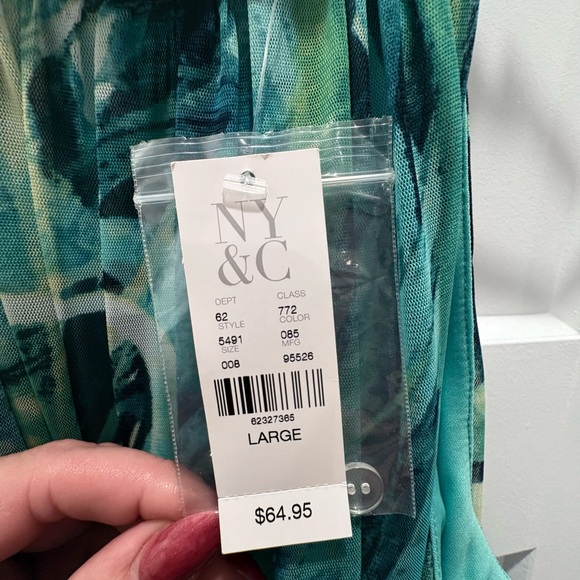 NY
&C
DEPT CLASS
62 772
STYLE COLOR
5491 085
SIZE MFG
008 95526
62327365
LARGE
$64.95